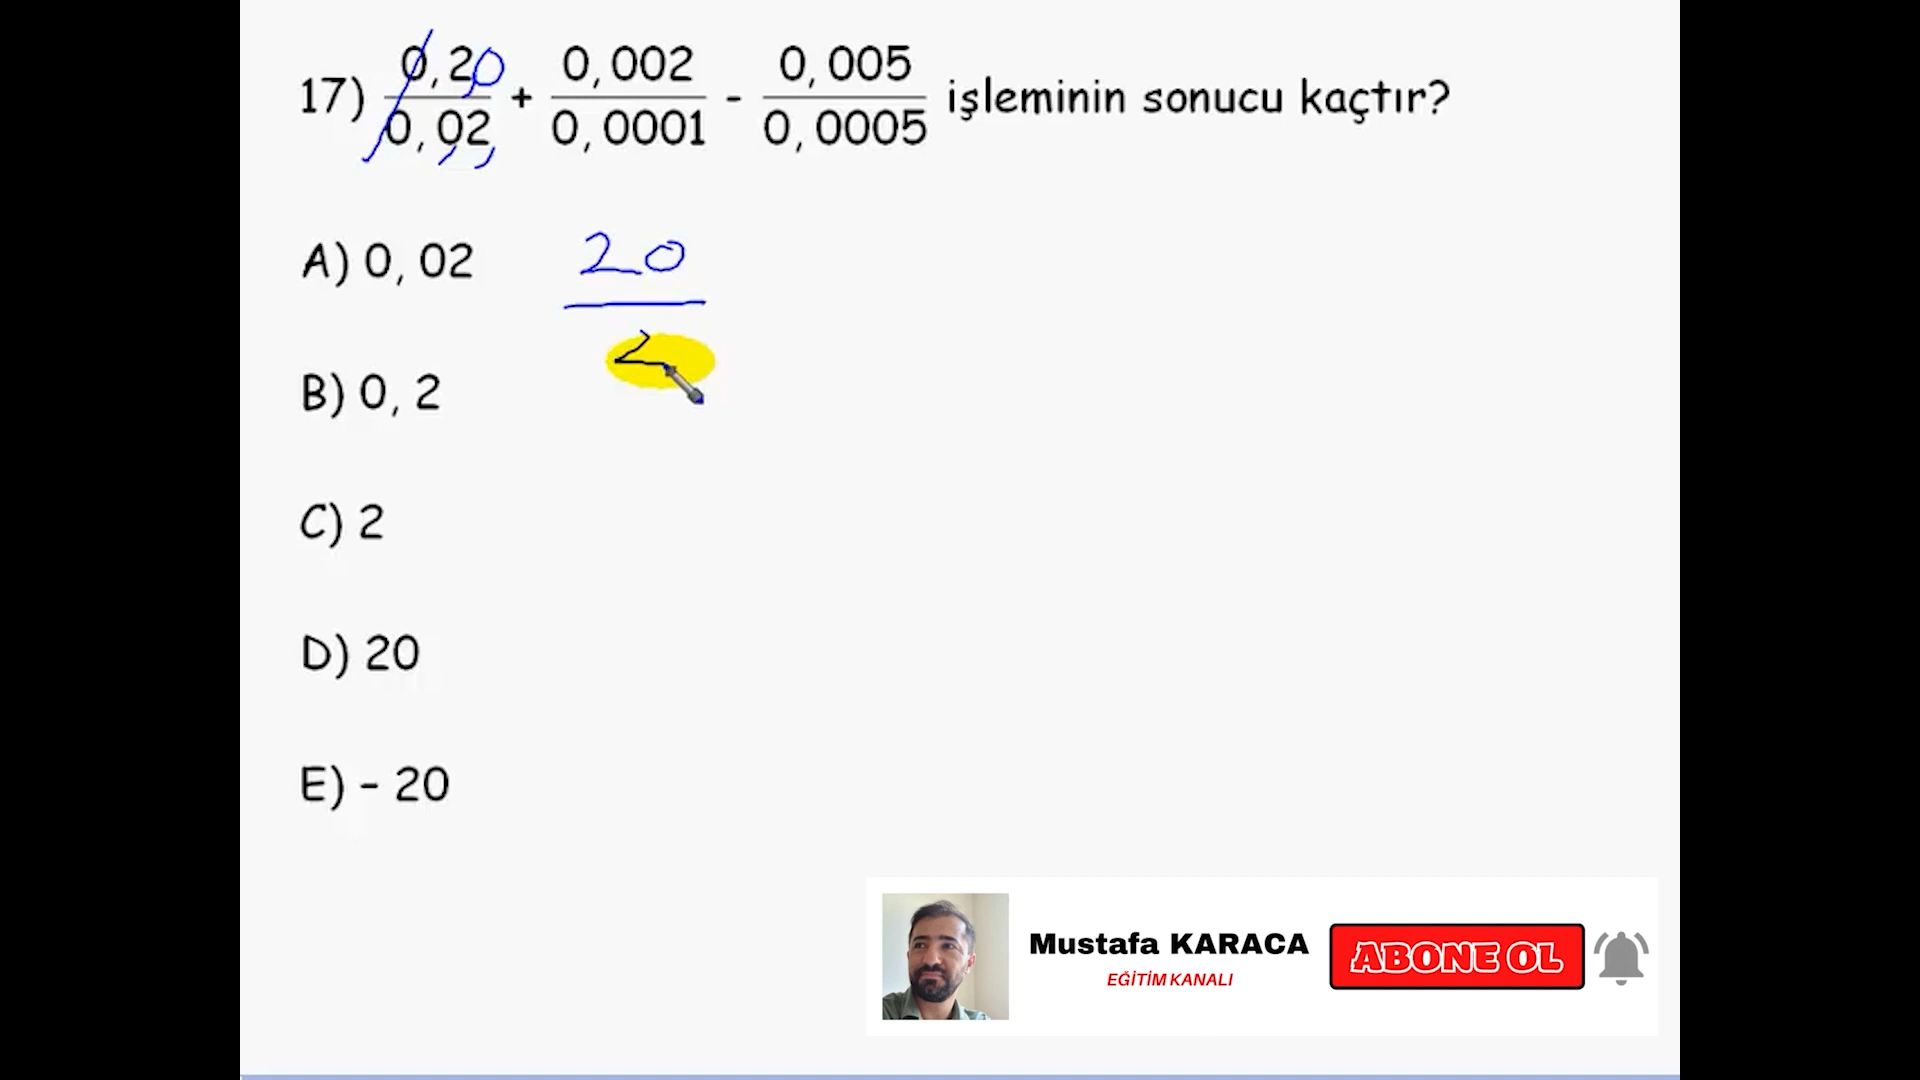 17) 0,20/0,02 + 0,002/0,0001 - 0,005/0,0005 işleminin sonucu kaçtır?
A) 0,02
20
2
B) 0,2
C) 2
D) 20
E) - 20
Mustafa KARACA
EĞİTİM KANALI
ABONE OL